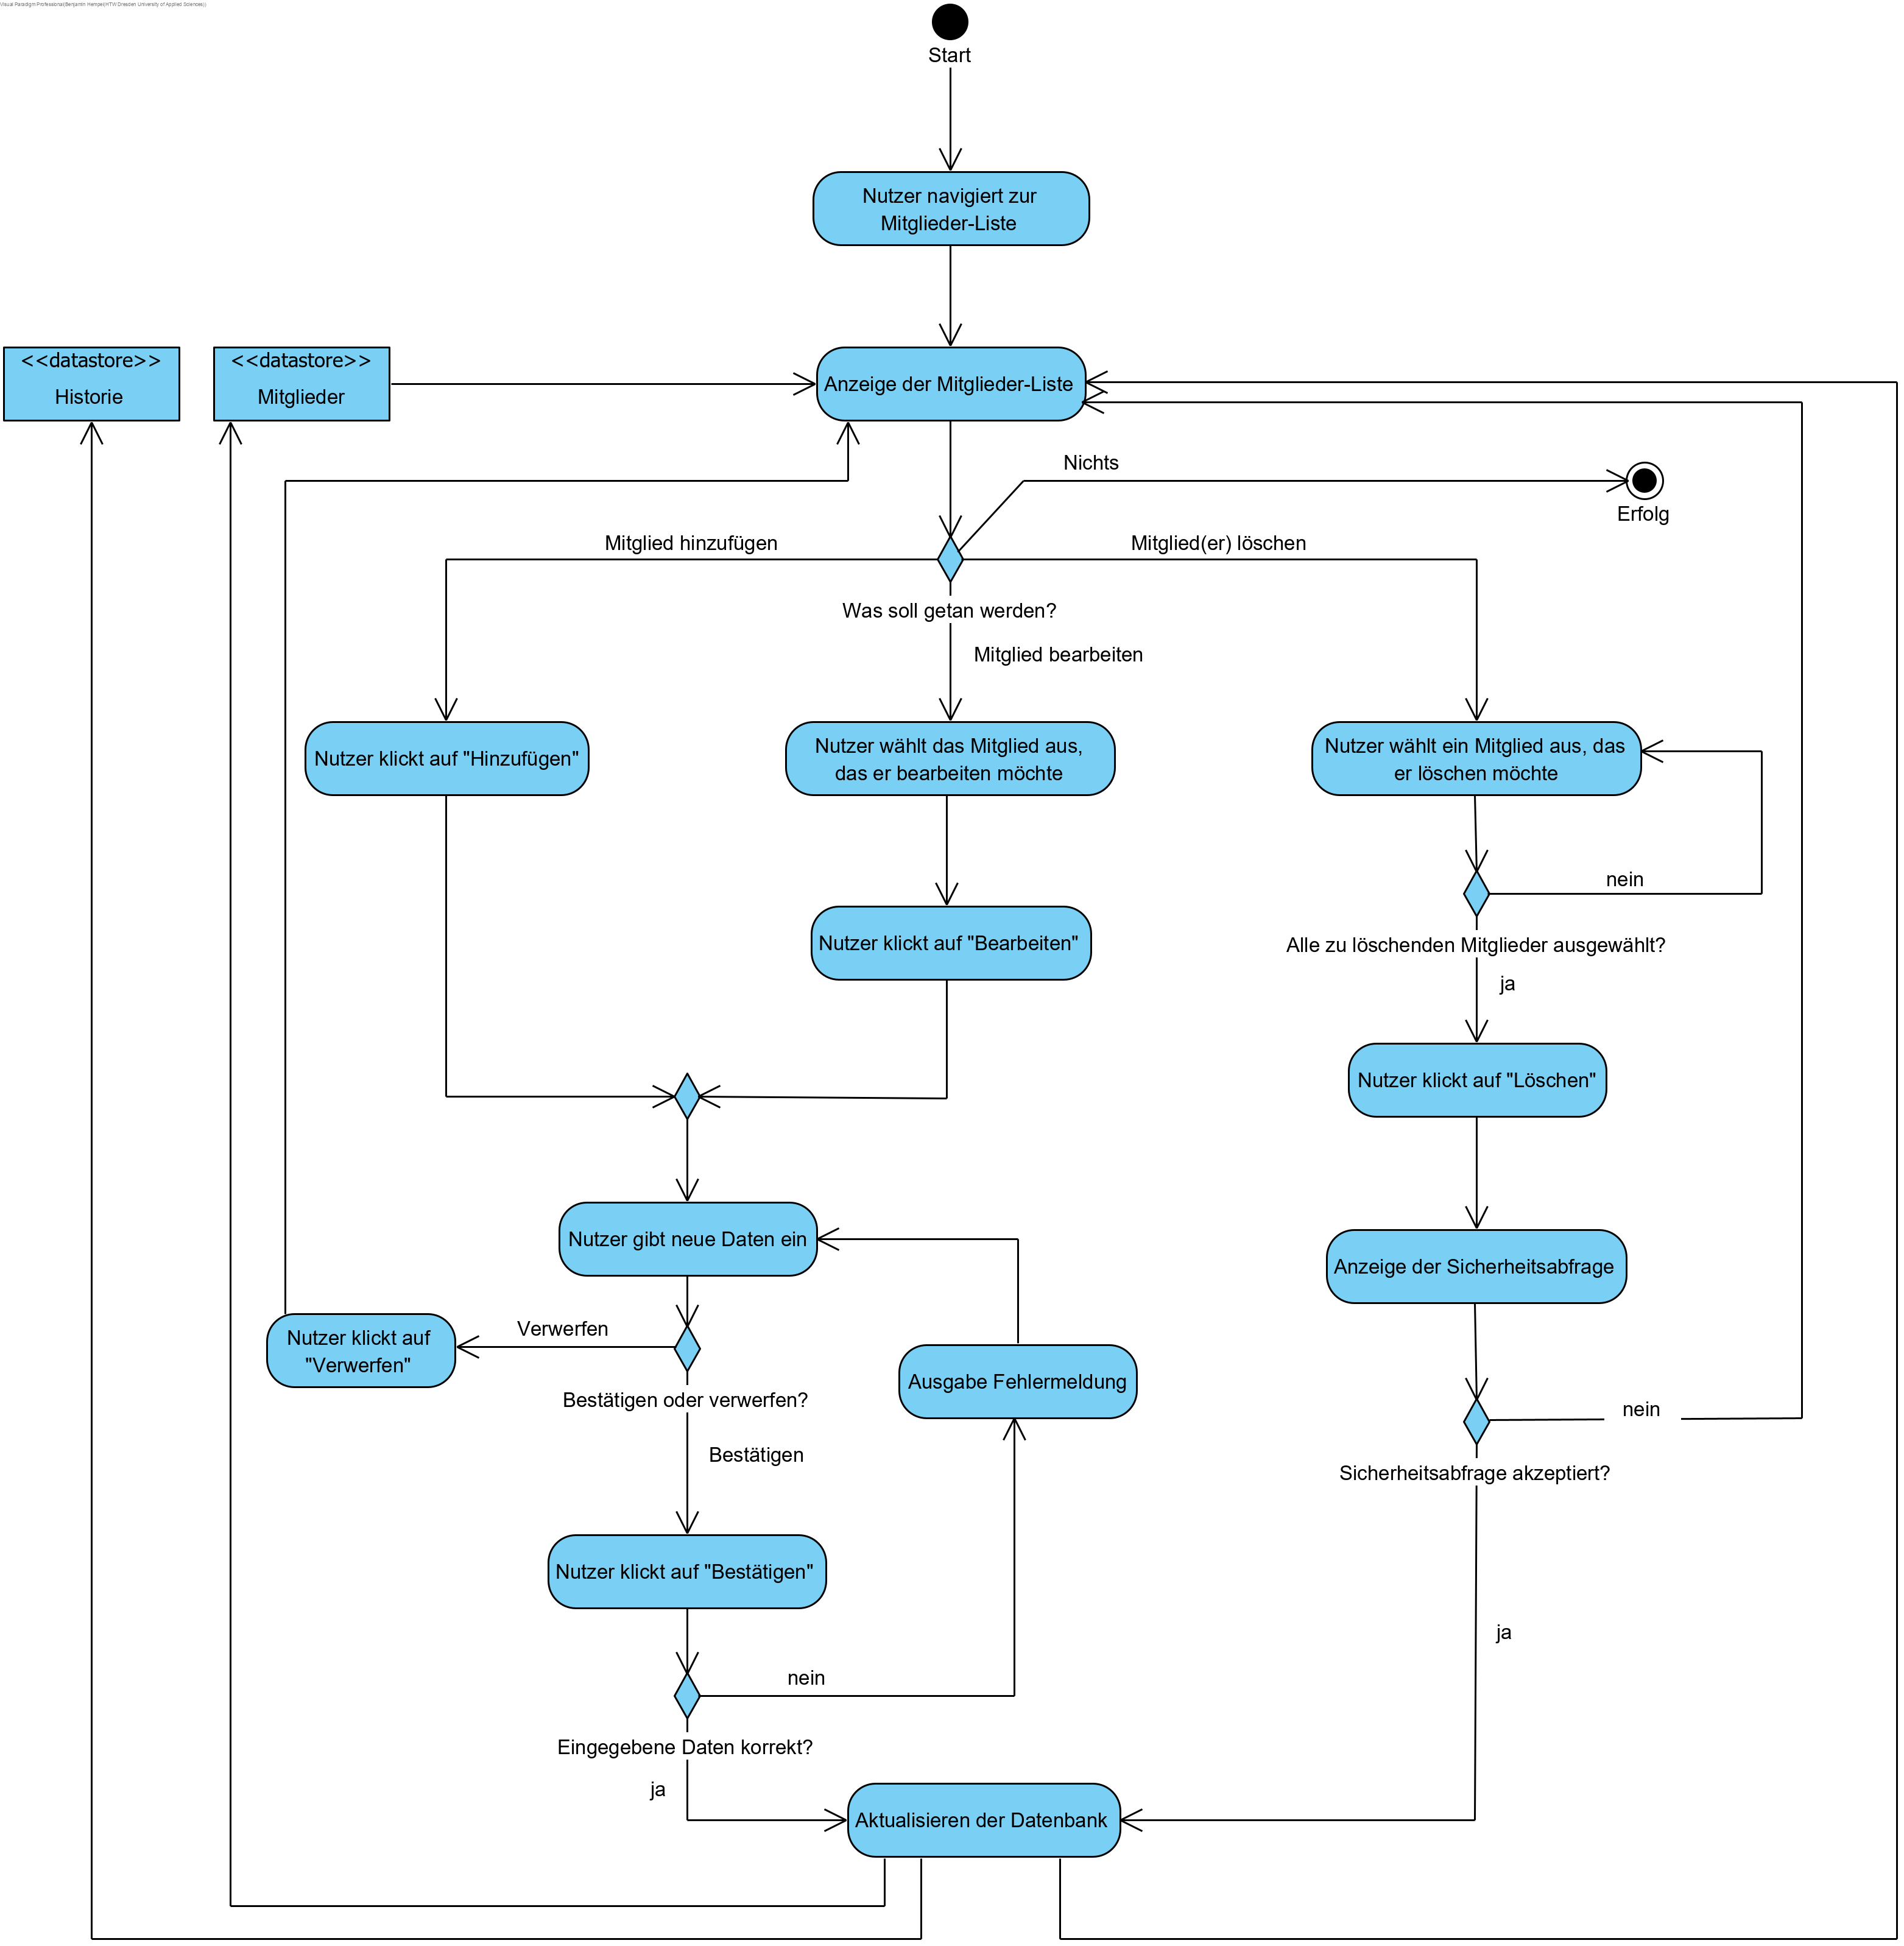 Visual Paradigm Professional(Benjamin Hempel(HTW Dresden University of Applied Sciences))
Start
Nutzer navigiert zur
Mitglieder-Liste
<<datastore>>
Historie
<<datastore>>
Mitglieder
Anzeige der Mitglieder-Liste
Nichts
Erfolg
Mitglied hinzufügen
Mitglied(er) löschen
Was soll getan werden?
Mitglied bearbeiten
Nutzer klickt auf "Hinzufügen"
Nutzer wählt das Mitglied aus,
das er bearbeiten möchte
Nutzer wählt ein Mitglied aus, das
er löschen möchte
nein
Nutzer klickt auf "Bearbeiten"
Alle zu löschenden Mitglieder ausgewählt?
ja
Nutzer klickt auf "Löschen"
Nutzer gibt neue Daten ein
Anzeige der Sicherheitsabfrage
Verwerfen
Nutzer klickt auf
"Verwerfen"
Bestätigen oder verwerfen?
Ausgabe Fehlermeldung
nein
Bestätigen
Sicherheitsabfrage akzeptiert?
Nutzer klickt auf "Bestätigen"
ja
nein
Eingegebene Daten korrekt?
ja
Aktualisieren der Datenbank